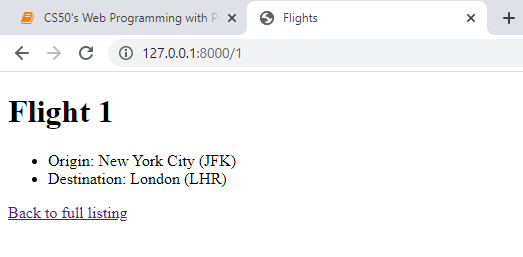 CS50's Web Programming with P
Flights
127.0.0.1:8000/1
Flight 1
Origin: New York City (JFK)
Destination: London (LHR)
Back to full listing